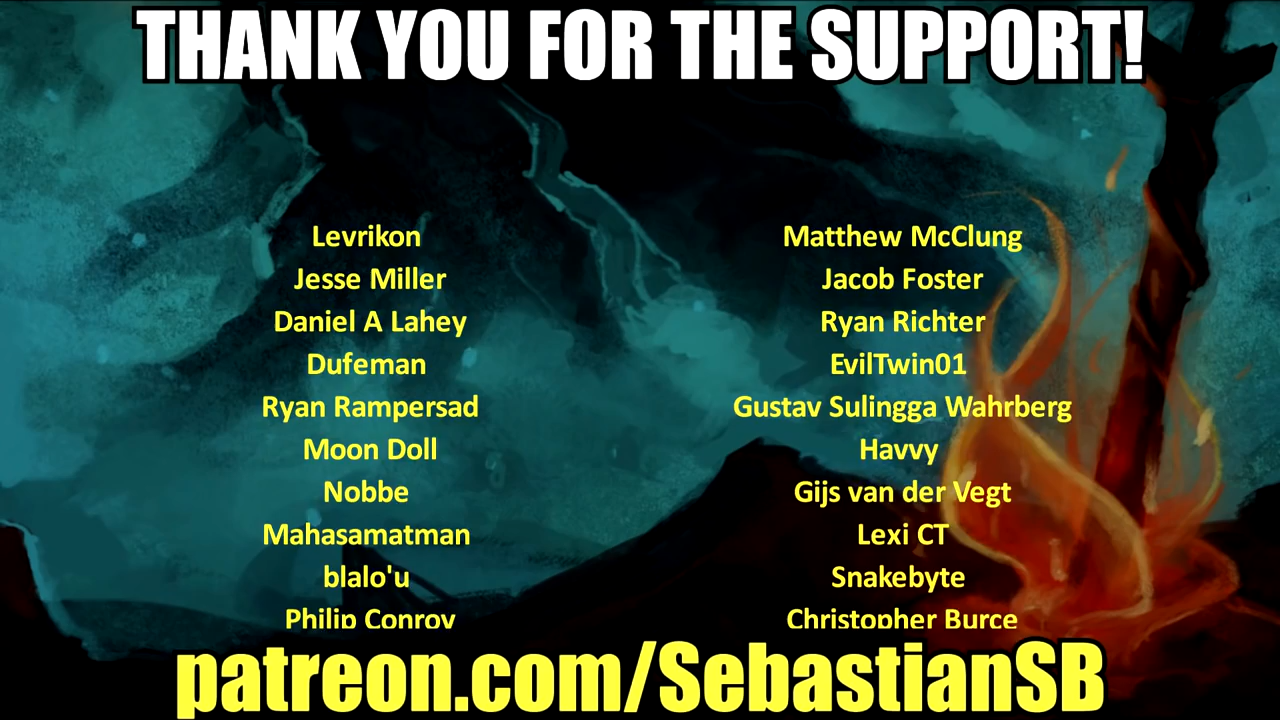 THANK YOU FOR THE SUPPORT!
Levrikon
Jesse Miller
Daniel A Lahey
Dufeman
Ryan Rampersad
Moon Doll
Nobbe
Mahasamatman
blalo'u
Philip Conroy
Matthew McClung
Jacob Foster
Ryan Richter
EvilTwin01
Gustav Sulingga Wahrberg
Havvy
Gijs van der Vegt
Lexi CT
Snakebyte
Christopher Burce
patreon.com/SebastianSB